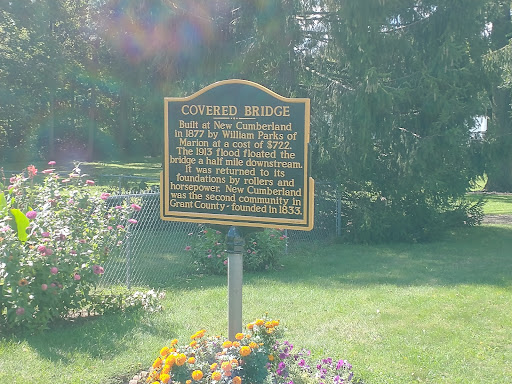 COVERED BRIDGE
Built at New Cumberland
in 1877 by William Parks of
Marion at a cost of $722.
The 1913 flood floated the
bridge a half mile downstream.
It was returned to its
foundations by rollers and
horsepower. New Cumberland
was the second community in
Grant County - founded in 1833.